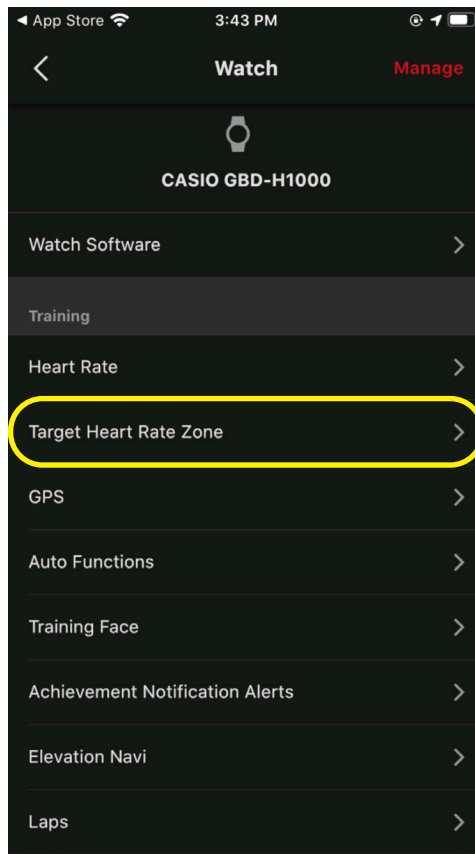 App Store 3:43 PM
Watch Manage
CASIO GBD-H1000
Watch Software
Training
Heart Rate
Target Heart Rate Zone
GPS
Auto Functions
Training Face
Achievement Notification Alerts
Elevation Navi
Laps